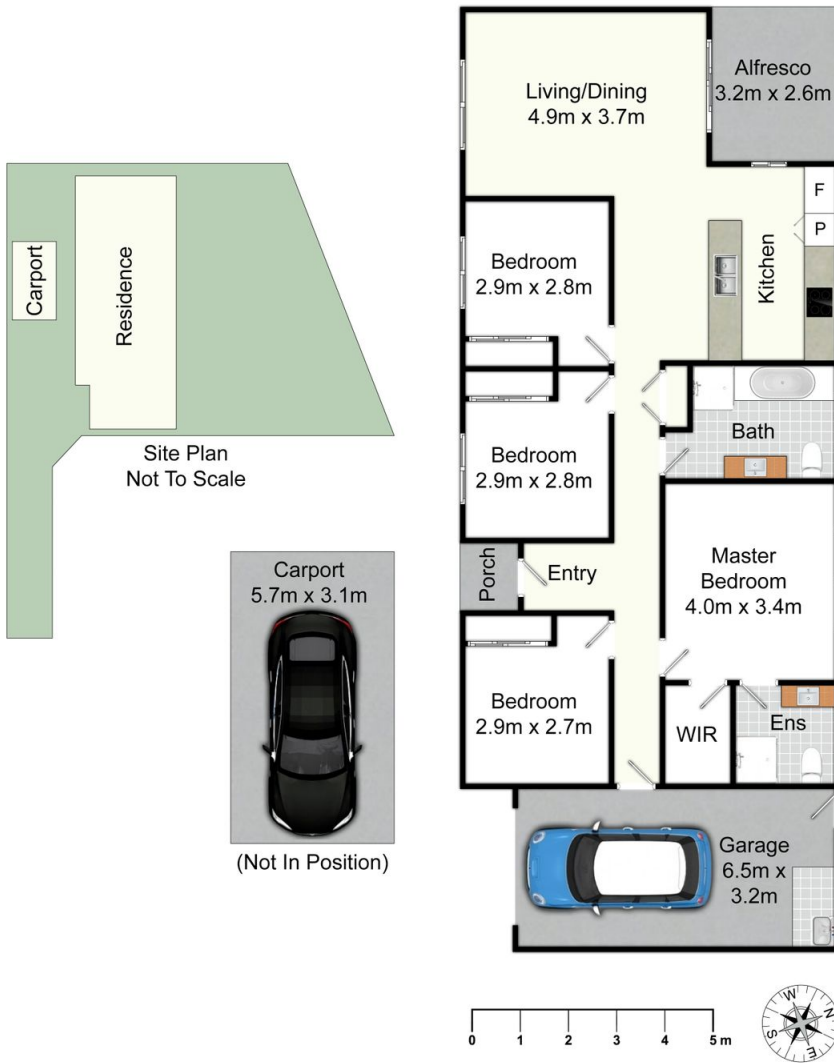 Living/Dining
4.9m x 3.7m
Alfresco
3.2m x 2.6m
F
P
Kitchen
Bedroom
2.9m x 2.8m
Carport
Residence
Site Plan
Not To Scale
Bedroom
2.9m x 2.8m
Bath
Porch
Entry
Master
Bedroom
4.0m x 3.4m
Carport
5.7m x 3.1m
(Not In Position)
Bedroom
2.9m x 2.7m
WIR
Ens
Garage
6.5m x
3.2m
0 1 2 3 4 5 m
W
N
S
E